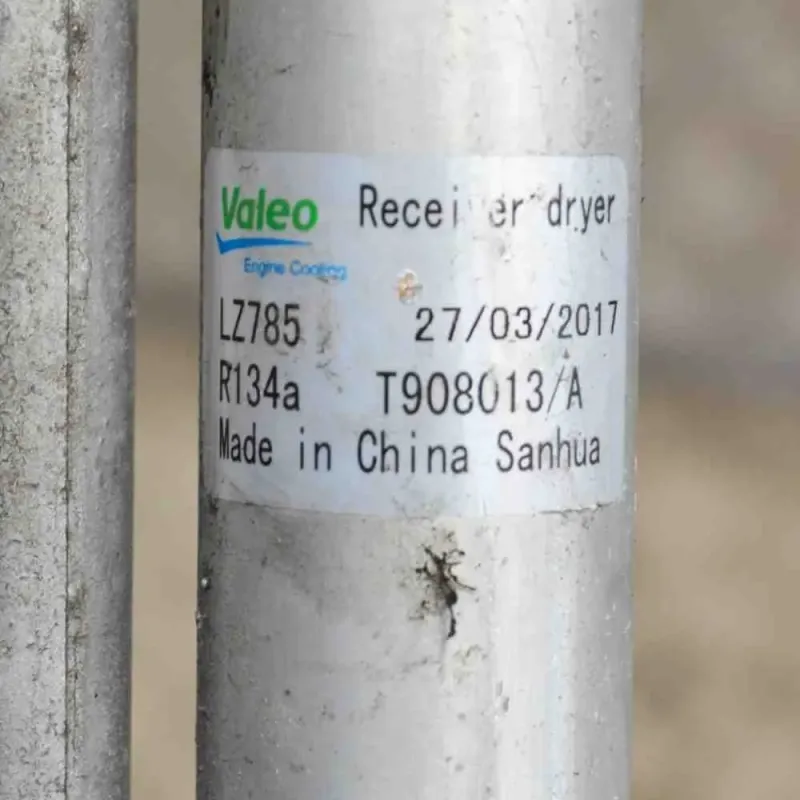 Valeo Receiver dryer
Engine Cooling
LZ785 27/03/2017
R134a T908013/A
Made in China Sanhua